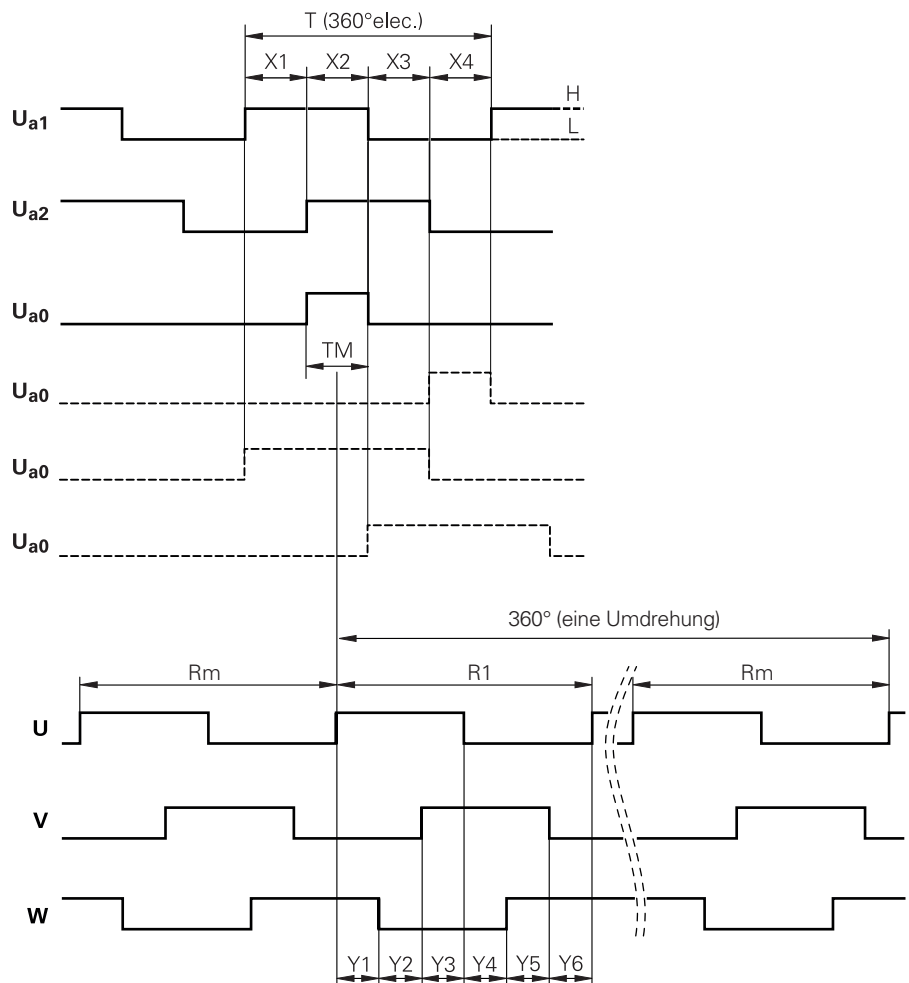 T (360°elec.)
X1 X2 X3 X4
H
Ua1
L
Ua2
Ua0
TM
Ua0
Ua0
Ua0
360° (eine Umdrehung)
Rm R1 Rm
U
V
W
Y1 Y2 Y3 Y4 Y5 Y6